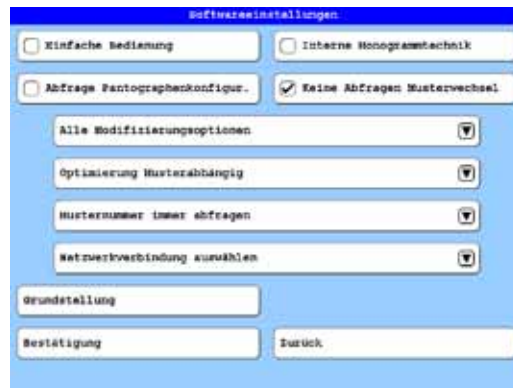 Softwareeinstellungen
Einfache Bedienung
Interne Monogrammtechnik
Abfrage Pantographenkonfigur.
Keine Abfragen Musterwechsel
Alle Modifizierungsoptionen
Optimierung Musterabhängig
Musternummer immer abfragen
Netzwerkverbindung auswählen
Grundstellung
Bestätigung
Zurück